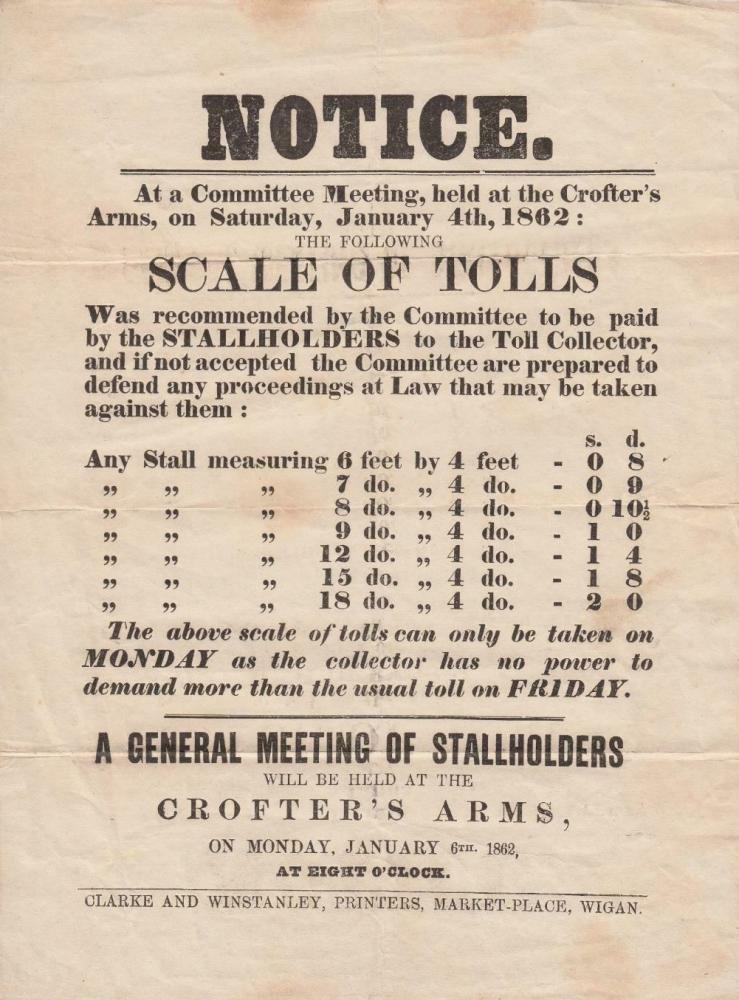 NOTICE.
At a Committee Meeting, held at the Crofter's
Arms, on Saturday, January 4th, 1862:
THE FOLLOWING
SCALE OF TOLLS
Was recommended by the Committee to be paid
by the STALLHOLDERS to the Toll Collector,
and if not accepted the Committee are prepared to
defend any proceedings at Law that may be taken
against them:
s. d.
Any Stall measuring 6 feet by 4 feet - 0 8
„ „ „ 7 do. „ 4 do. - 0 9
„ „ „ 8 do. „ 4 do. - 0 10½
„ „ „ 9 do. „ 4 do. - 1 0
„ „ „ 12 do. „ 4 do. - 1 4
„ „ „ 15 do. „ 4 do. - 1 8
„ „ „ 18 do. „ 4 do. - 2 0
The above scale of tolls can only be taken on
MONDAY as the collector has no power to
demand more than the usual toll on FRIDAY.
A GENERAL MEETING OF STALLHOLDERS
WILL BE HELD AT THE
CROFTER'S ARMS,
ON MONDAY, JANUARY 6TH. 1862,
AT EIGHT O'CLOCK.
CLARKE AND WINSTANLEY, PRINTERS, MARKET-PLACE, WIGAN.